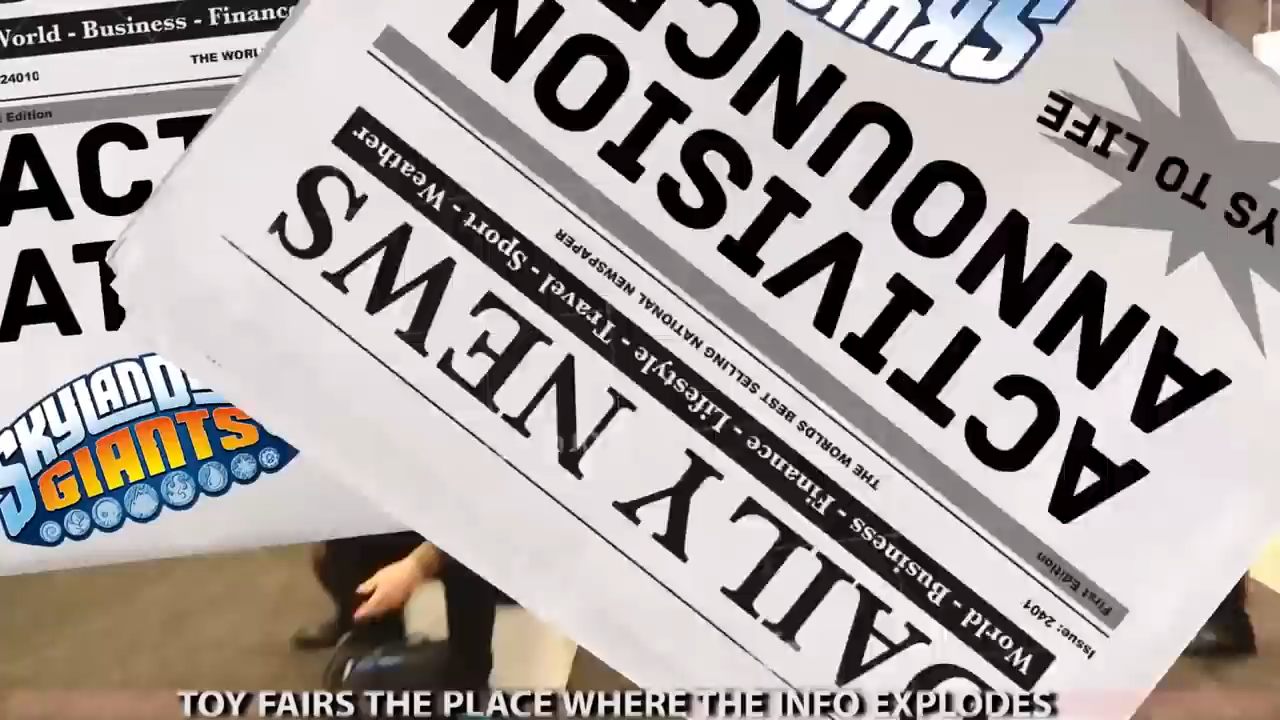 World - Business - Finance
24010
THE WORL
Edition
ACT
AT
SKYLAND
GIANTS
DAILY NEWS
World - Business - Finance - Lifestyle - Travel - Sport - Weather
Issue: 2401
THE WORLDS BEST SELLING NATIONAL NEWSPAPER
First Edition
ACTIVISION
ANNOUNCE
YS TO LIFE
TOY FAIRS THE PLACE WHERE THE INFO EXPLODES